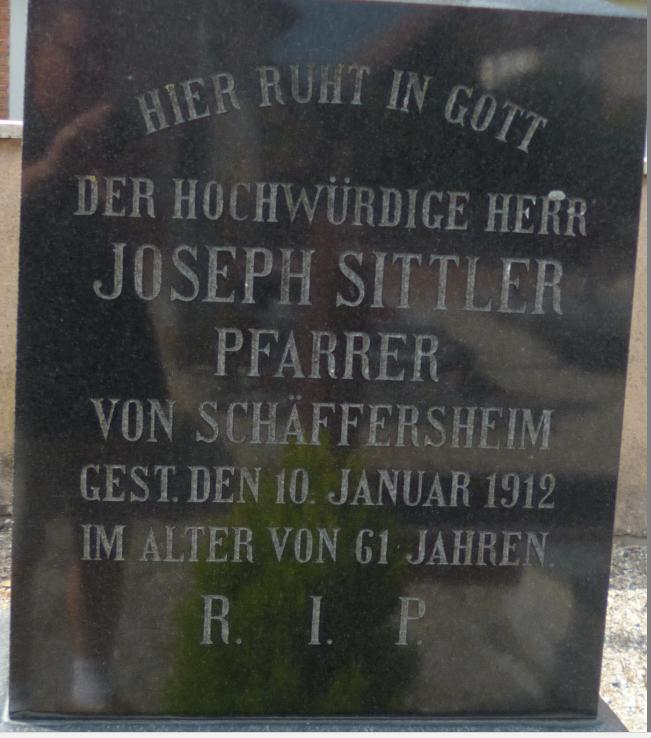 HIER RUHT IN GOTT
DER HOCHWÜRDIGE HERR
JOSEPH SITTLER
PFARRER
VON SCHÄFFERSHEIM
GEST. DEN 10. JANUAR 1912
IM ALTER VON 61 JAHREN.
R. I. P.